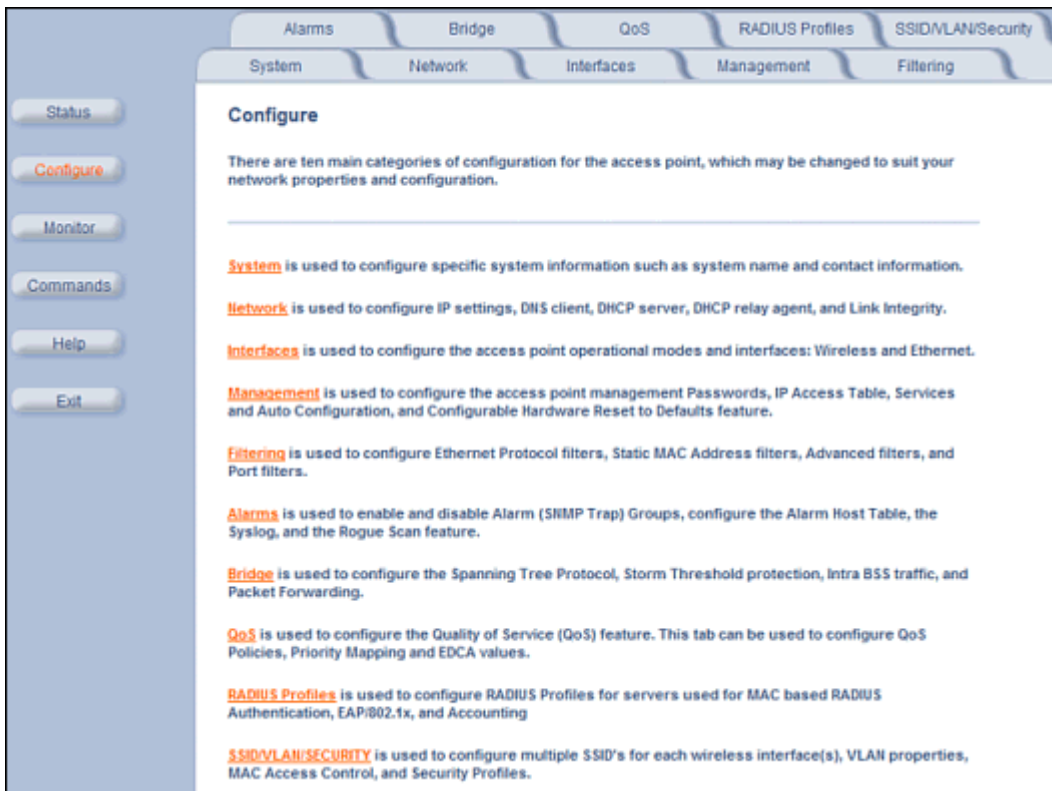 Alarms
Bridge
QoS
RADIUS Profiles
SSID/VLAN/Security
System
Network
Interfaces
Management
Filtering
Status
Configure
Monitor
Commands
Help
Exit
Configure
There are ten main categories of configuration for the access point, which may be changed to suit your
network properties and configuration.
System is used to configure specific system information such as system name and contact information.
Network is used to configure IP settings, DNS client, DHCP server, DHCP relay agent, and Link Integrity.
Interfaces is used to configure the access point operational modes and interfaces: Wireless and Ethernet.
Management is used to configure the access point management Passwords, IP Access Table, Services
and Auto Configuration, and Configurable Hardware Reset to Defaults feature.
Filtering is used to configure Ethernet Protocol filters, Static MAC Address filters, Advanced filters, and
Port filters.
Alarms is used to enable and disable Alarm (SNMP Trap) Groups, configure the Alarm Host Table, the
Syslog, and the Rogue Scan feature.
Bridge is used to configure the Spanning Tree Protocol, Storm Threshold protection, Intra BSS traffic, and
Packet Forwarding.
QoS is used to configure the Quality of Service (QoS) feature. This tab can be used to configure QoS
Policies, Priority Mapping and EDCA values.
RADIUS Profiles is used to configure RADIUS Profiles for servers used for MAC based RADIUS
Authentication, EAP/802.1x, and Accounting
SSID/VLAN/SECURITY is used to configure multiple SSID's for each wireless interface(s), VLAN properties,
MAC Access Control, and Security Profiles.